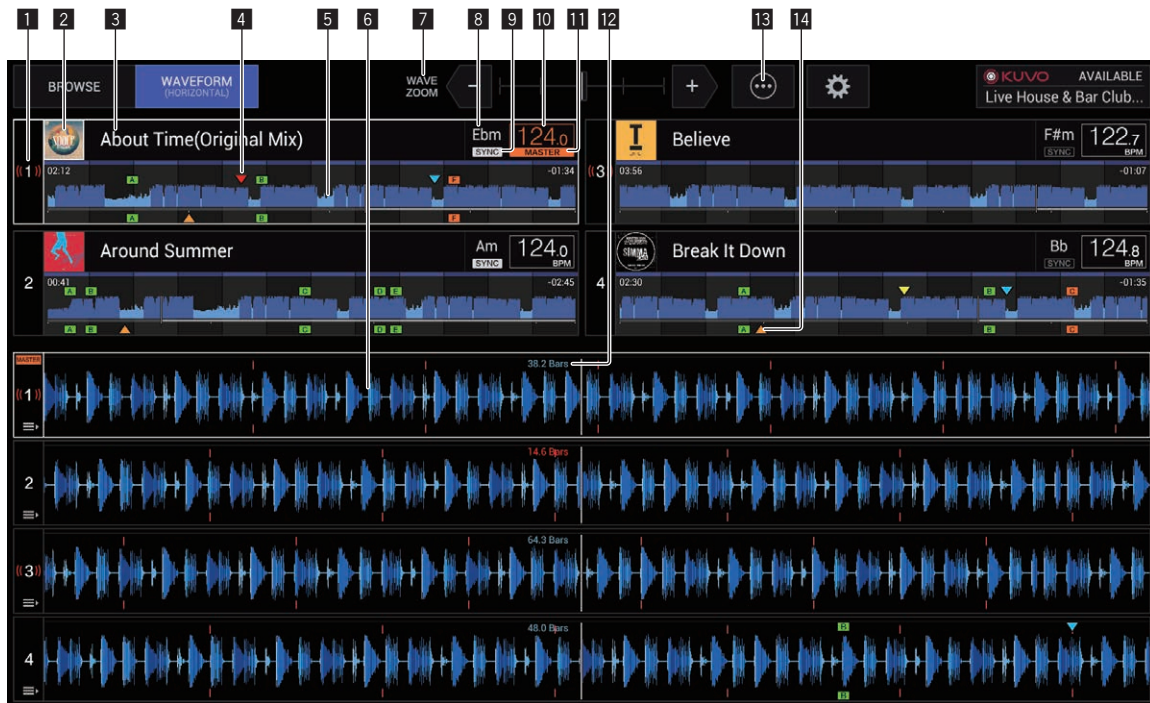 1 2 3 4 5 6 7 8 9 10 11 12 13 14
BROWSE
WAVEFORM
(HORIZONTAL)
WAVE
ZOOM
-
+
KUVO AVAILABLE
Live House & Bar Club...
1
About Time(Original Mix)
Ebm
SYNC
124.0
MASTER
02:12
-01:34
A B F
A B F
3
Believe
F#m
SYNC
122.7
BPM
03:56
-01:07
2
Around Summer
Am
SYNC
124.0
BPM
00:41
-02:45
A B C D E
A B C D E
4
SIMMA
Break It Down
Bb
SYNC
124.8
BPM
02:30
-01:35
A B C
A B C
MASTER
38.2 Bars
1
14.6 Bars
2
64.3 Bars
3
48.0 Bars
B
4
B